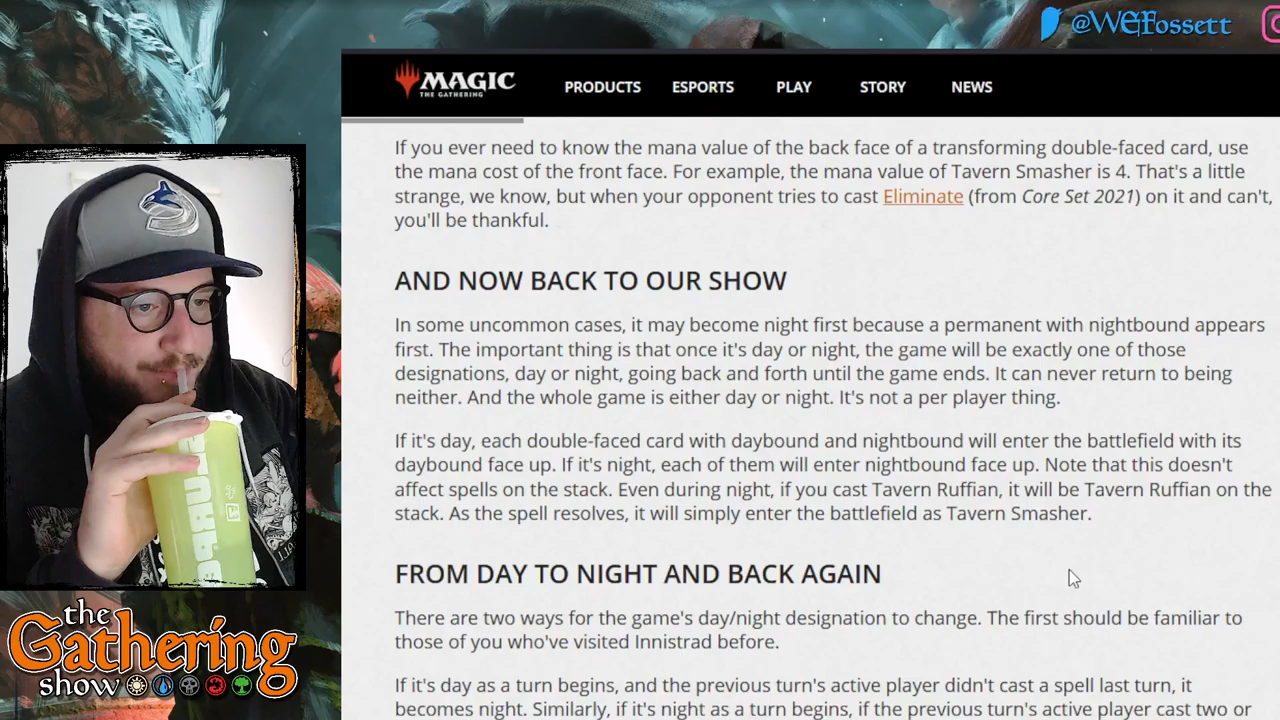 @WEFossett
MAGIC
THE GATHERING
PRODUCTS ESPORTS PLAY STORY NEWS
If you ever need to know the mana value of the back face of a transforming double-faced card, use
the mana cost of the front face. For example, the mana value of Tavern Smasher is 4. That's a little
strange, we know, but when your opponent tries to cast Eliminate (from Core Set 2021) on it and can't,
you'll be thankful.
AND NOW BACK TO OUR SHOW
In some uncommon cases, it may become night first because a permanent with nightbound appears
first. The important thing is that once it's day or night, the game will be exactly one of those
designations, day or night, going back and forth until the game ends. It can never return to being
neither. And the whole game is either day or night. It's not a per player thing.
If it's day, each double-faced card with daybound and nightbound will enter the battlefield with its
daybound face up. If it's night, each of them will enter nightbound face up. Note that this doesn't
affect spells on the stack. Even during night, if you cast Tavern Ruffian, it will be Tavern Ruffian on the
stack. As the spell resolves, it will simply enter the battlefield as Tavern Smasher.
FROM DAY TO NIGHT AND BACK AGAIN
There are two ways for the game's day/night designation to change. The first should be familiar to
those of you who've visited Innistrad before.
If it's day as a turn begins, and the previous turn's active player didn't cast a spell last turn, it
becomes night. Similarly, if it's night as a turn begins, if the previous turn's active player cast two or
the
Gathering
show